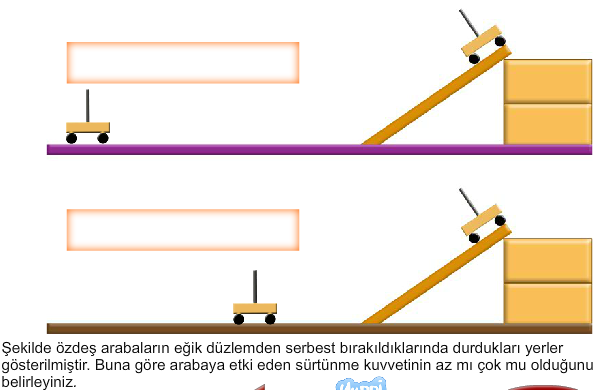 Şekilde özdeş arabaların eğik düzlemden serbest bırakıldıklarında durdukları yerler
gösterilmiştir. Buna göre arabaya etki eden sürtünme kuvvetinin az mı çok mu olduğunu
belirleyiniz.